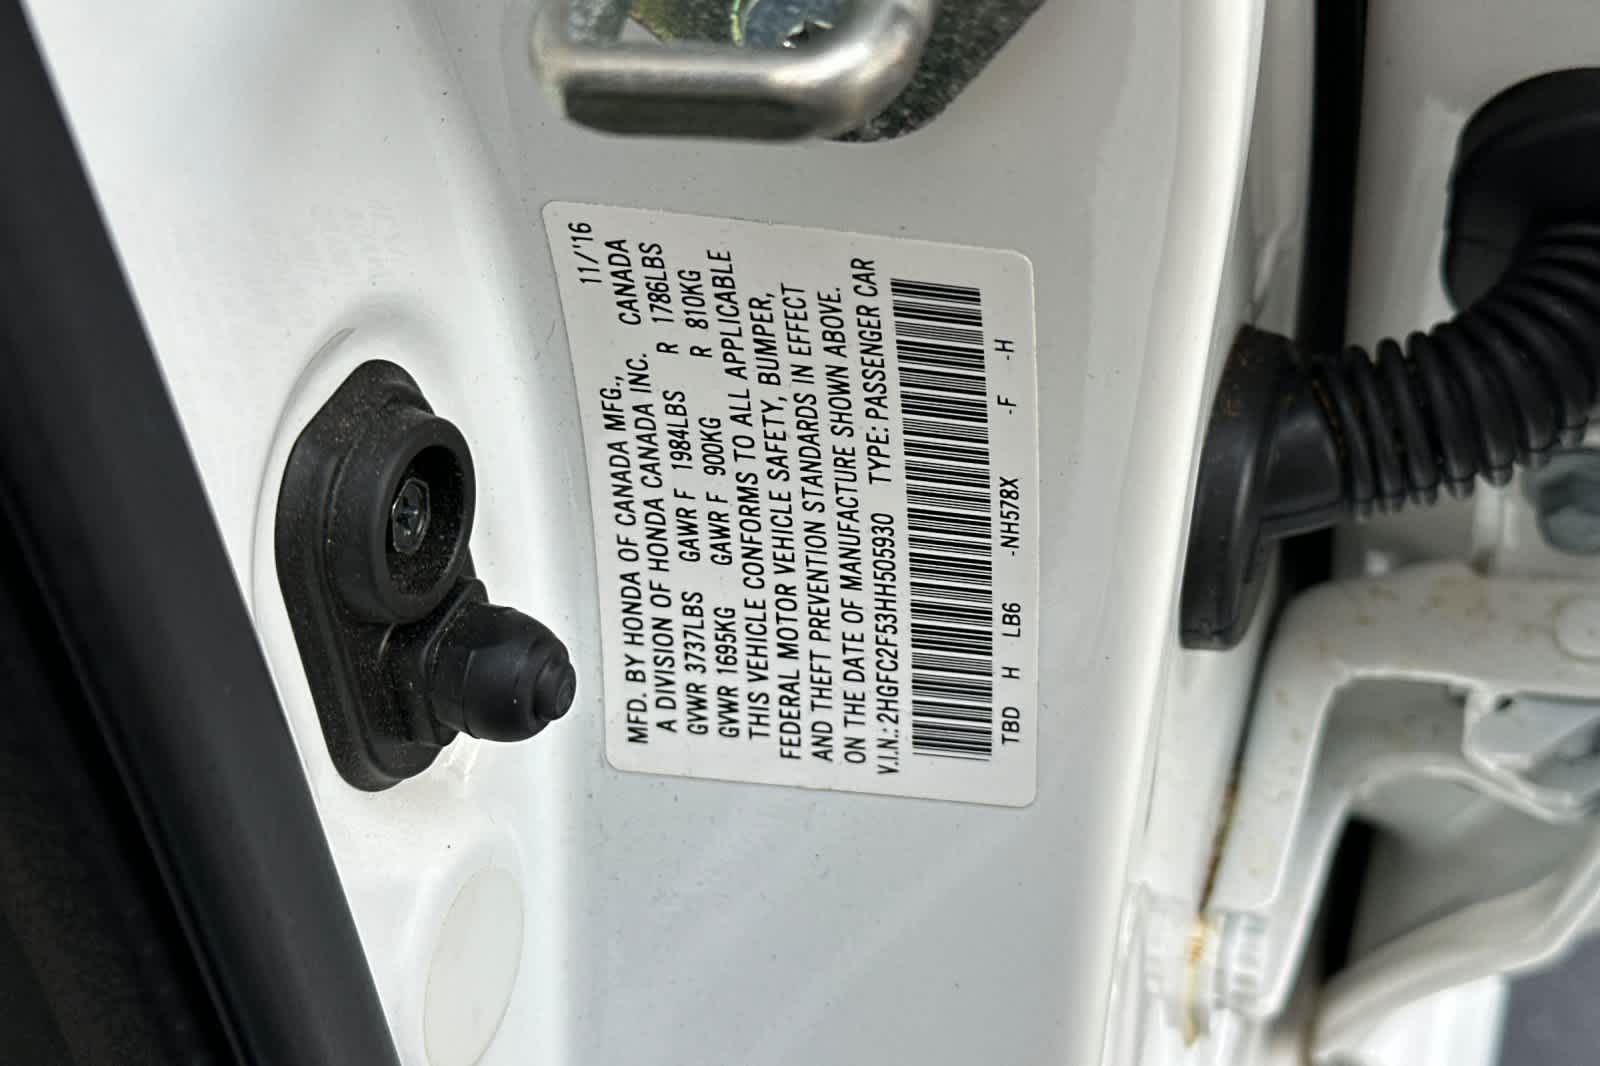 11/'16
MFD. BY HONDA OF CANADA MFG., CANADA
A DIVISION OF HONDA CANADA INC.
GVWR 3737LBS GAWR F 1984LBS R 1786LBS
GVWR 1695KG GAWR F 900KG R 810KG
THIS VEHICLE CONFORMS TO ALL APPLICABLE
FEDERAL MOTOR VEHICLE SAFETY, BUMPER,
AND THEFT PREVENTION STANDARDS IN EFFECT
ON THE DATE OF MANUFACTURE SHOWN ABOVE.
V.I.N.:2HGFC2F53HH505930 TYPE:PASSENGER CAR
TBD H LB6 -NH578X -F -H